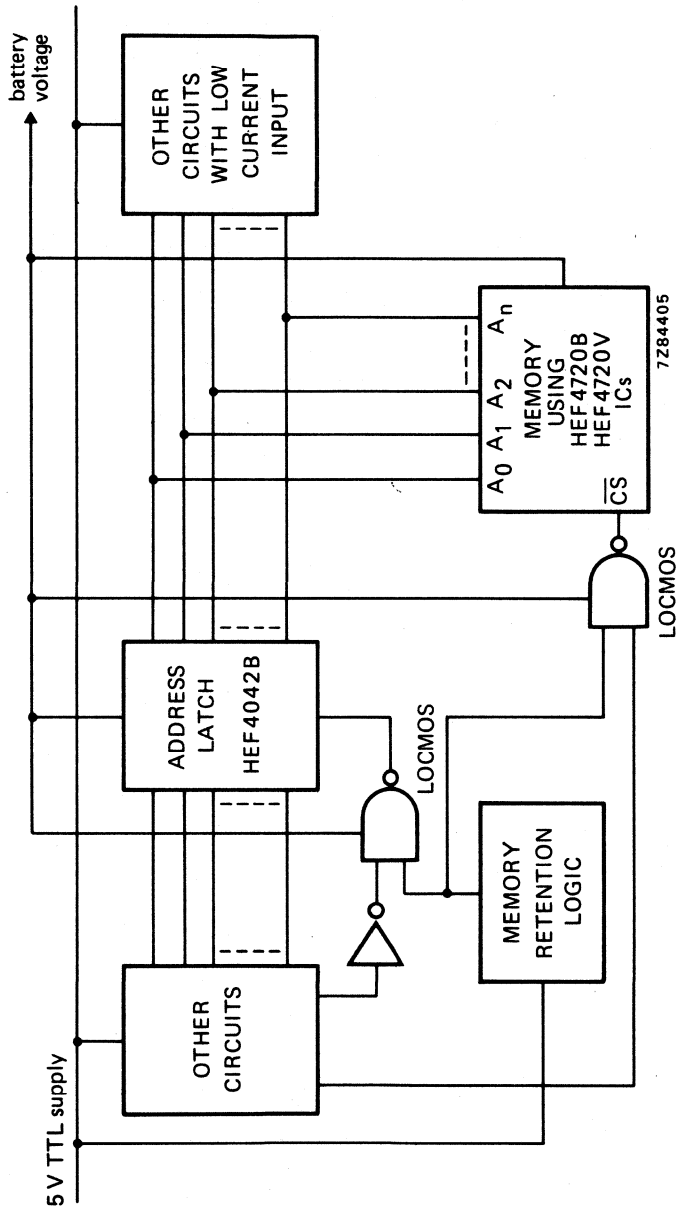 5 V TTL supply
battery
voltage
OTHER
CIRCUITS
ADDRESS
LATCH
HEF4042B
OTHER
CIRCUITS
WITH LOW
CURRENT
INPUT
LOCMOS
MEMORY
RETENTION
LOGIC
LOCMOS
A0 A1 A2 An
MEMORY
USING
HEF4720B
HEF4720V
ICs
CS
7Z84405